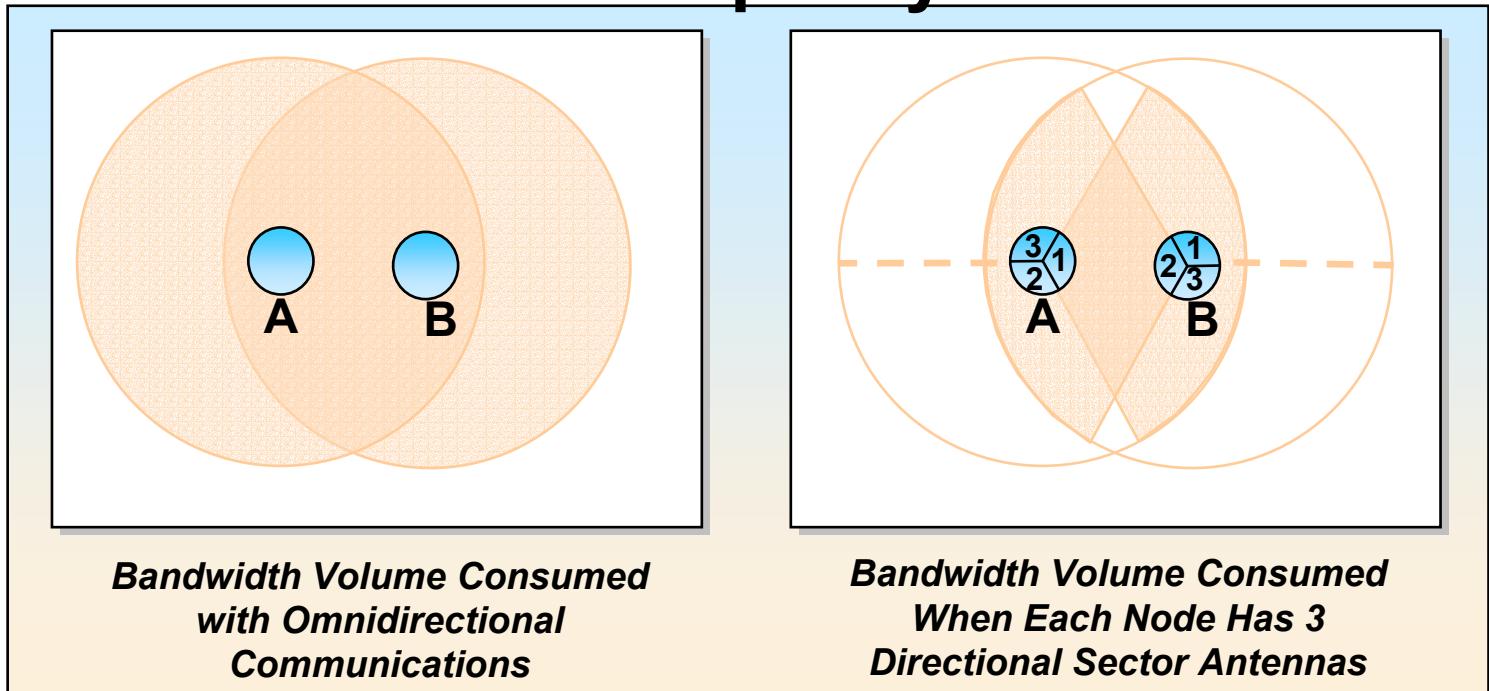 A
B
3
1
2
A
1
2
3
B
Bandwidth Volume Consumed
with Omnidirectional
Communications
Bandwidth Volume Consumed
When Each Node Has 3
Directional Sector Antennas